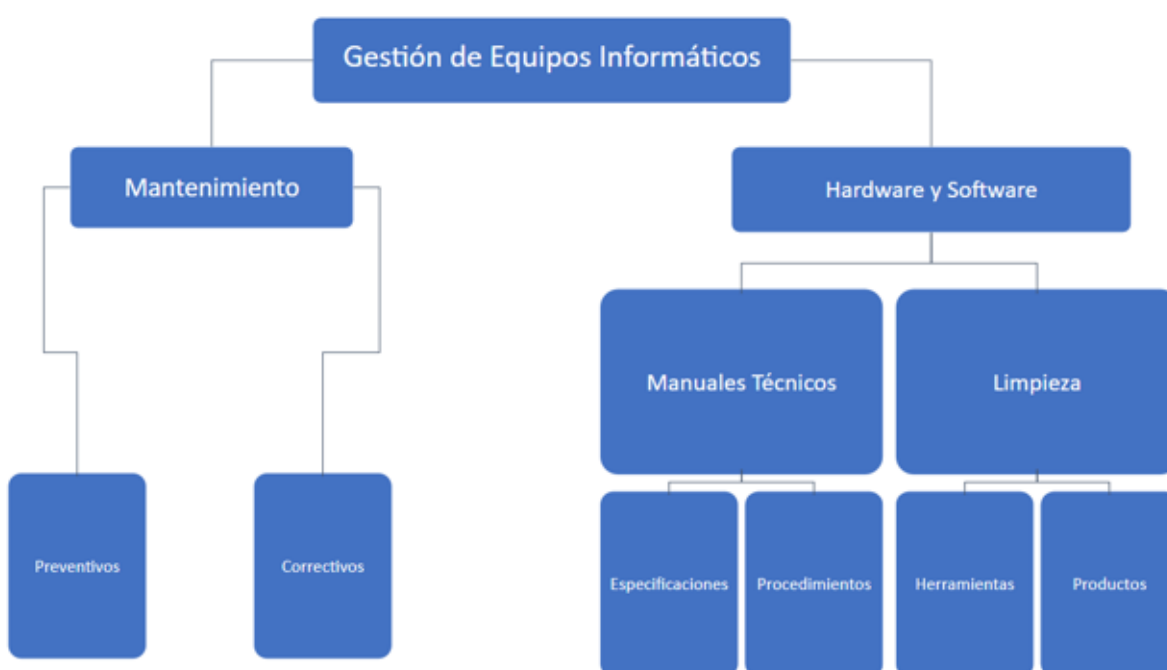 Gestión de Equipos Informáticos
Mantenimiento
Hardware y Software
Manuales Técnicos
Limpieza
Preventivos
Correctivos
Especificaciones
Procedimientos
Herramientas
Productos